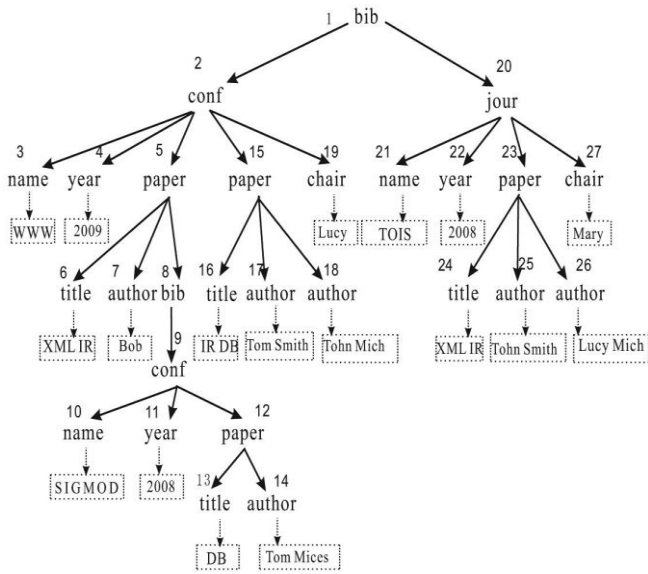 1 bib
2 20
conf jour
3 4 5 15 19 21 22 23 27
name year paper paper chair name year paper chair
WWW 2009 Lucy TOIS 2008 Mary
6 7 8 16 17 18 24 25 26
title author bib title author author title author author
XML IR Bob 9 IR DB Tom Smith Tohn Mich XML IR Tohn Smith Lucy Mich
conf
10 11 12
name year paper
SIGMOD 2008 13 14
title author
DB Tom Mices